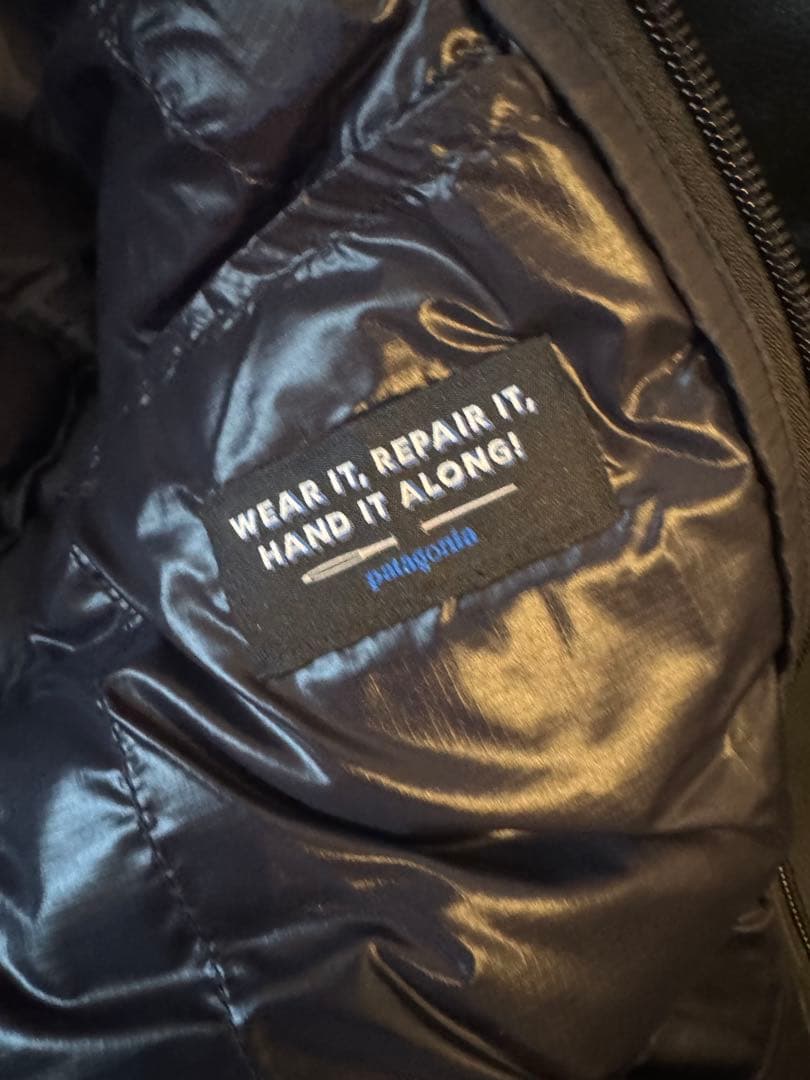 WEAR IT, REPAIR IT,
HAND IT ALONG!
patagonia